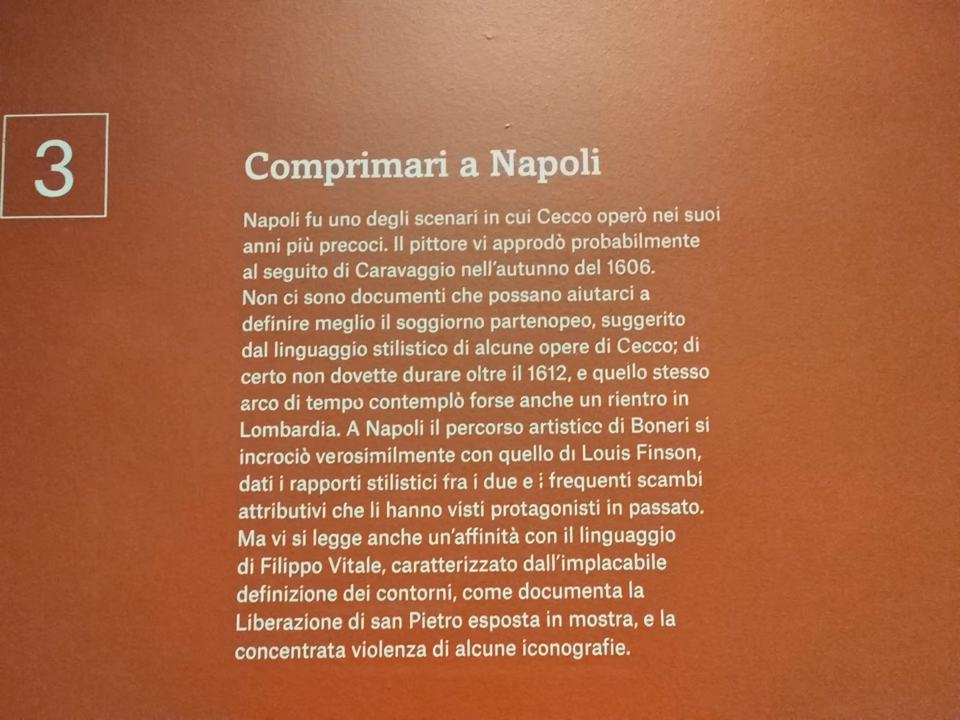 3
Comprimari a Napoli
Napoli fu uno degli scenari in cui Cecco operò nei suoi
anni più precoci. Il pittore vi approdò probabilmente
al seguito di Caravaggio nell'autunno del 1606.
Non ci sono documenti che possano aiutarci a
definire meglio il soggiorno partenopeo, suggerito
dal linguaggio stilistico di alcune opere di Cecco; di
certo non dovette durare oltre il 1612, e quello stesso
arco di tempo contemplò forse anche un rientro in
Lombardia. A Napoli il percorso artistico di Boneri si
incrociò verosimilmente con quello di Louis Finson,
dati i rapporti stilistici fra i due e i frequenti scambi
attributivi che li hanno visti protagonisti in passato.
Ma vi si legge anche un'affinità con il linguaggio
di Filippo Vitale, caratterizzato dall'implacabile
definizione dei contorni, come documenta la
Liberazione di san Pietro esposta in mostra, e la
concentrata violenza di alcune iconografie.